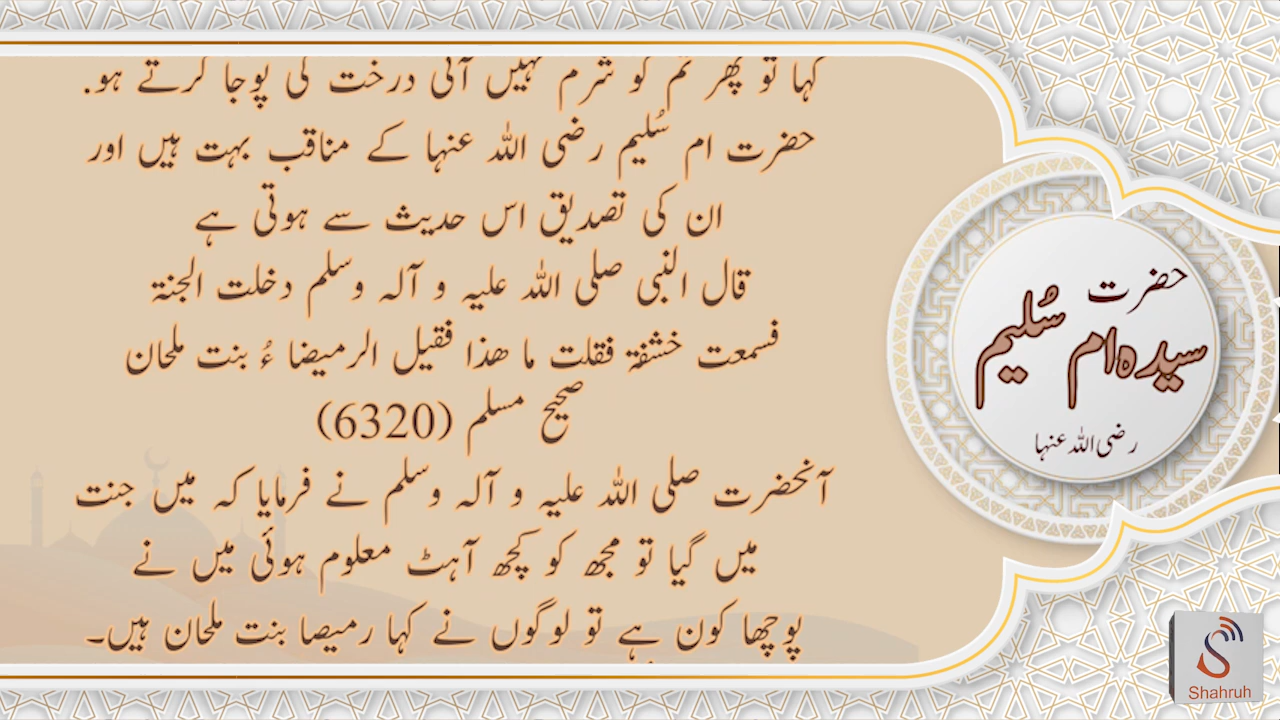 کہا تو پھر تم کو شرم نہیں آئی درخت کی پوجا کرتے ہو.
حضرت ام سُلیم رضی اللہ عنہا کے مناقب بہت ہیں اور
ان کی تصدیق اس حدیث سے ہوتی ہے
قال النبی صلی اللہ علیہ و آلہ وسلم دخلت الجنۃ
فسمعت خشفۃ فقلت ما ھذا فقیل الرمیضا ءُ بنت ملحان
صحیح مسلم (6320)
آنحضرت صلی اللہ علیہ و آلہ وسلم نے فرمایا کہ میں جنت
میں گیا تو مجھ کو کچھ آہٹ معلوم ہوئی میں نے
پوچھا کون ہے تو لوگوں نے کہا رمیصا بنت ملحان ہیں۔
حضرت
سیدہ ام سُلیم
رضی اللہ عنہا
Shahruh